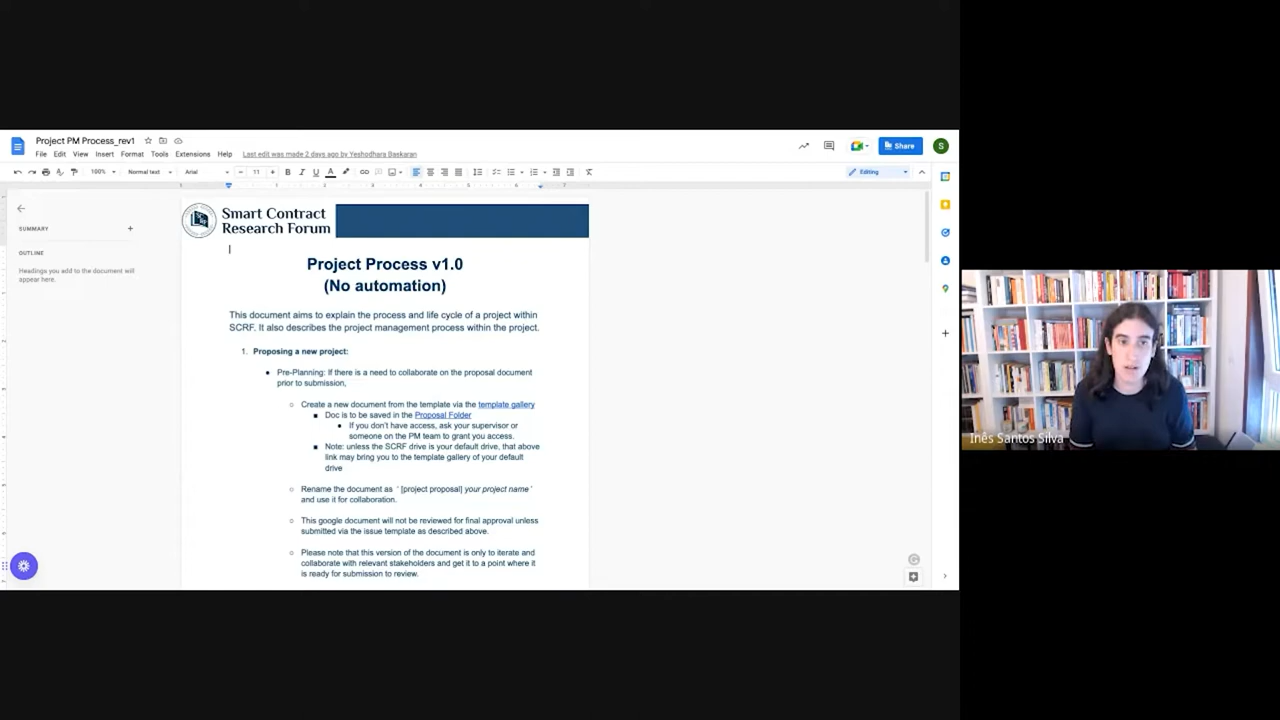 Project PM Process_rev1
File Edit View Insert Format Tools Extensions Help Last edit was made 2 days ago by Yeshodhara Baskaran
Share
S
100% Normal text Arial 11 Editing
SUMMARY
OUTLINE
Headings you add to the document will
appear here.
Smart Contract
Research Forum
Project Process v1.0
(No automation)
This document aims to explain the process and life cycle of a project within
SCRF. It also describes the project management process within the project.
1. Proposing a new project:
Pre-Planning: If there is a need to collaborate on the proposal document
prior to submission,
Create a new document from the template via the template gallery
Doc is to be saved in the Proposal Folder
If you don't have access, ask your supervisor or
someone on the PM team to grant you access.
Note: unless the SCRF drive is your default drive, that above
link may bring you to the template gallery of your default
drive
Rename the document as ' [project proposal] your project name'
and use it for collaboration.
This google document will not be reviewed for final approval unless
submitted via the issue template as described above.
Please note that this version of the document is only to iterate and
collaborate with relevant stakeholders and get it to a point where it
is ready for submission to review.
Inês Santos Silva